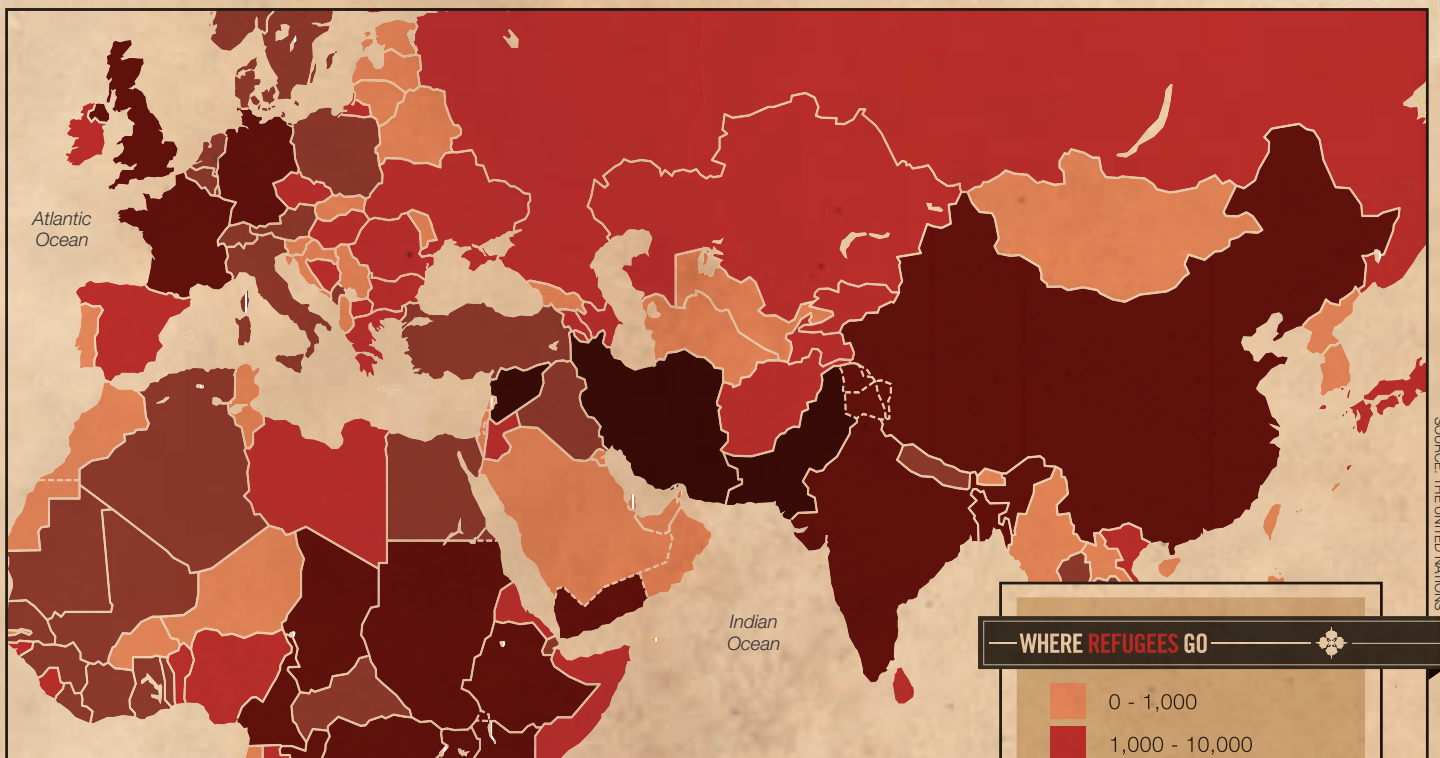 Atlantic
Ocean
Indian
Ocean
SOURCE: THE UNITED NATIONS
WHERE REFUGEES GO
0 - 1,000
1,000 - 10,000